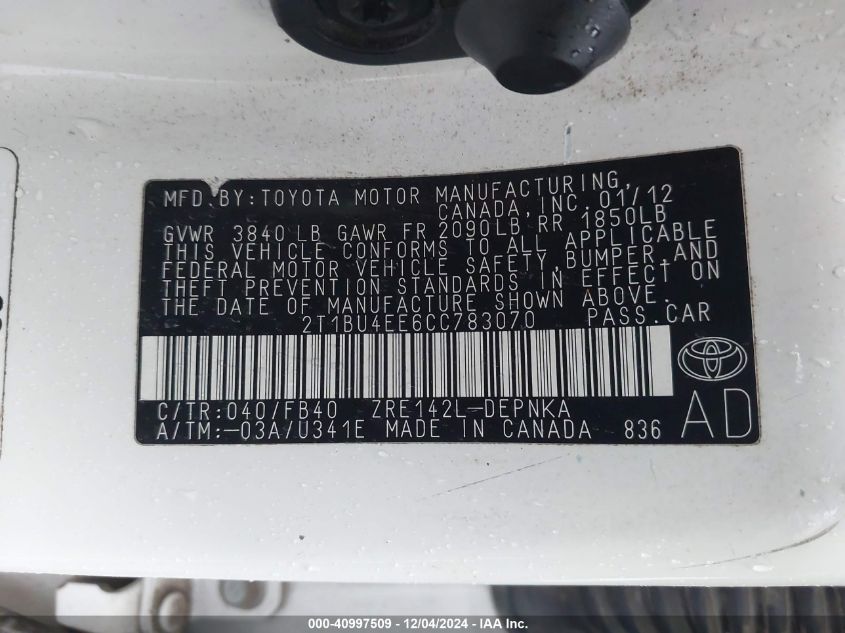 MFD. BY: TOYOTA MOTOR MANUFACTURING,
CANADA, INC. 01/12
GVWR 3840 LB GAWR FR 2090LB, RR 1850LB
THIS VEHICLE CONFORMS TO ALL APPLICABLE
FEDERAL MOTOR VEHICLE SAFETY, BUMPER, AND
THEFT PREVENTION STANDARDS IN EFFECT ON
THE DATE OF MANUFACTURE SHOWN ABOVE.
2T1BU4EE6CC783070 PASS. CAR
C/TR: 040/FB40 ZRE142L-DEPNKA
A/TM: -03A/U341E MADE IN CANADA 836
AD
000-40997509 - 12/04/2024 - IAA Inc.